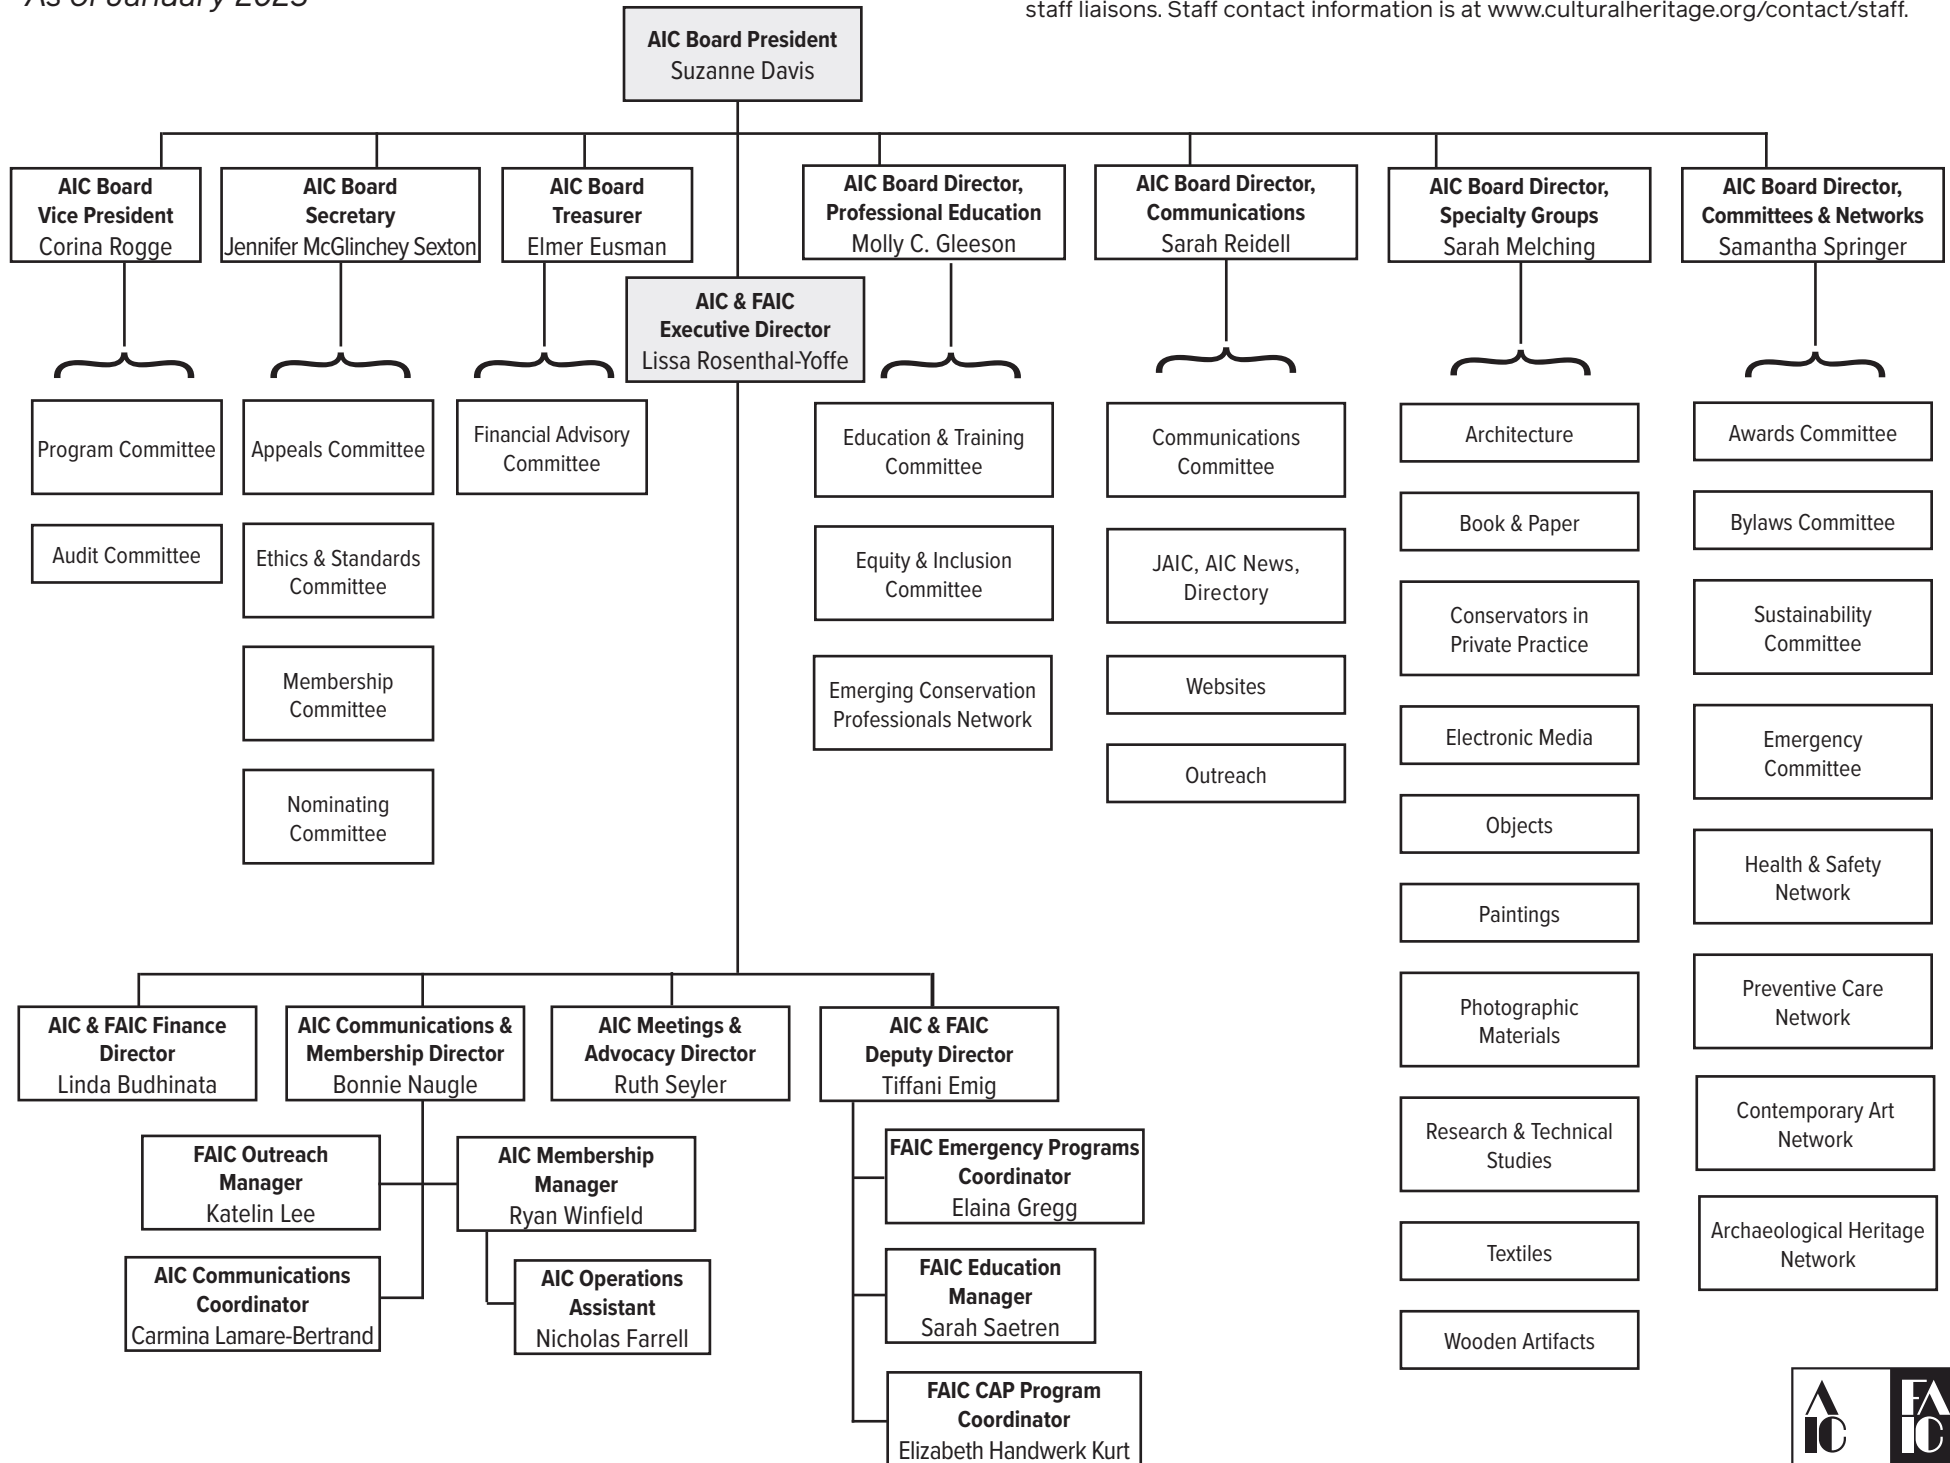 As of January 2023
staff liaisons. Staff contact information is at www.culturalheritage.org/contact/staff.
AIC Board President
Suzanne Davis
AIC Board
Vice President
Corina Rogge
AIC Board
Secretary
Jennifer McGlinchey Sexton
AIC Board
Treasurer
Elmer Eusman
AIC Board Director,
Professional Education
Molly C. Gleeson
AIC Board Director,
Communications
Sarah Reidell
AIC Board Director,
Specialty Groups
Sarah Melching
AIC Board Director,
Committees & Networks
Samantha Springer
AIC & FAIC
Executive Director
Lissa Rosenthal-Yoffe
Program Committee
Audit Committee
Appeals Committee
Ethics & Standards
Committee
Membership
Committee
Nominating
Committee
Financial Advisory
Committee
Education & Training
Committee
Equity & Inclusion
Committee
Emerging Conservation
Professionals Network
Communications
Committee
JAIC, AIC News,
Directory
Websites
Outreach
Architecture
Book & Paper
Conservators in
Private Practice
Electronic Media
Objects
Paintings
Photographic
Materials
Research & Technical
Studies
Textiles
Wooden Artifacts
Awards Committee
Bylaws Committee
Sustainability
Committee
Emergency
Committee
Health & Safety
Network
Preventive Care
Network
Contemporary Art
Network
Archaeological Heritage
Network
AIC & FAIC Finance
Director
Linda Budhinata
AIC Communications &
Membership Director
Bonnie Naugle
AIC Meetings &
Advocacy Director
Ruth Seyler
AIC & FAIC
Deputy Director
Tiffani Emig
FAIC Outreach
Manager
Katelin Lee
AIC Membership
Manager
Ryan Winfield
AIC Communications
Coordinator
Carmina Lamare-Bertrand
AIC Operations
Assistant
Nicholas Farrell
FAIC Emergency Programs
Coordinator
Elaina Gregg
FAIC Education
Manager
Sarah Saetren
FAIC CAP Program
Coordinator
Elizabeth Handwerk Kurt
A
IC
FA
IC